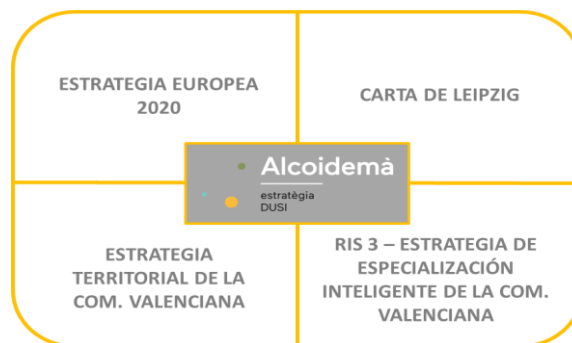 ESTRATEGIA EUROPEA
2020
CARTA DE LEIPZIG
Alcoidemà
estratègia
DUSI
ESTRATEGIA
TERRITORIAL DE LA
COM. VALENCIANA
RIS 3 – ESTRATEGIA DE
ESPECIALIZACIÓN
INTELIGENTE DE LA COM.
VALENCIANA